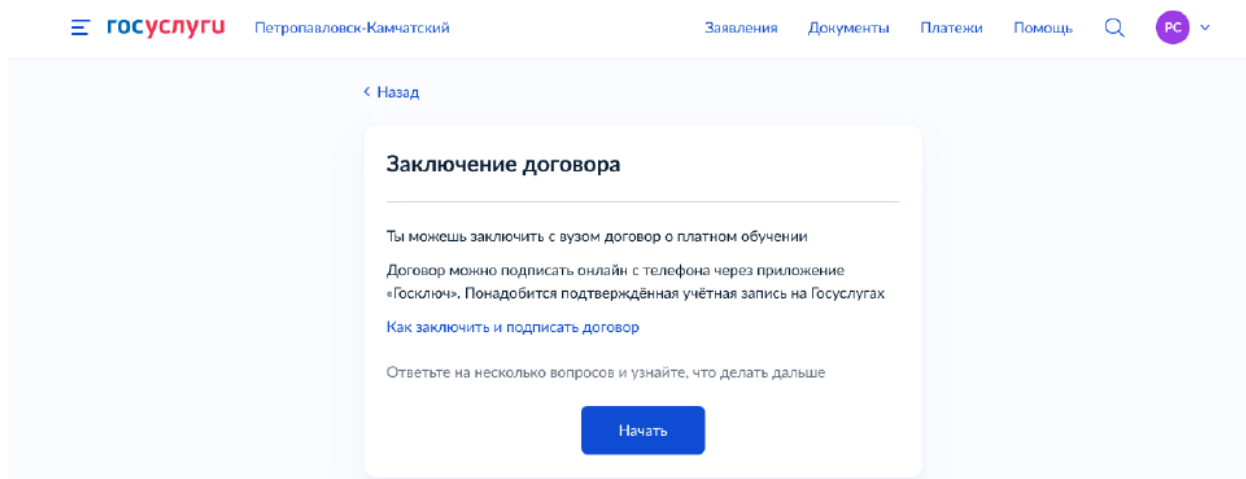 госуслуги Петропавловск-Камчатский Заявления Документы Платежи Помощь РС
Назад
Заключение договора
Ты можешь заключить с вузом договор о платном обучении
Договор можно подписать онлайн с телефона через приложение
«Госключ». Понадобится подтверждённая учётная запись на Госуслугах
Как заключить и подписать договор
Ответьте на несколько вопросов и узнайте, что делать дальше
Начать